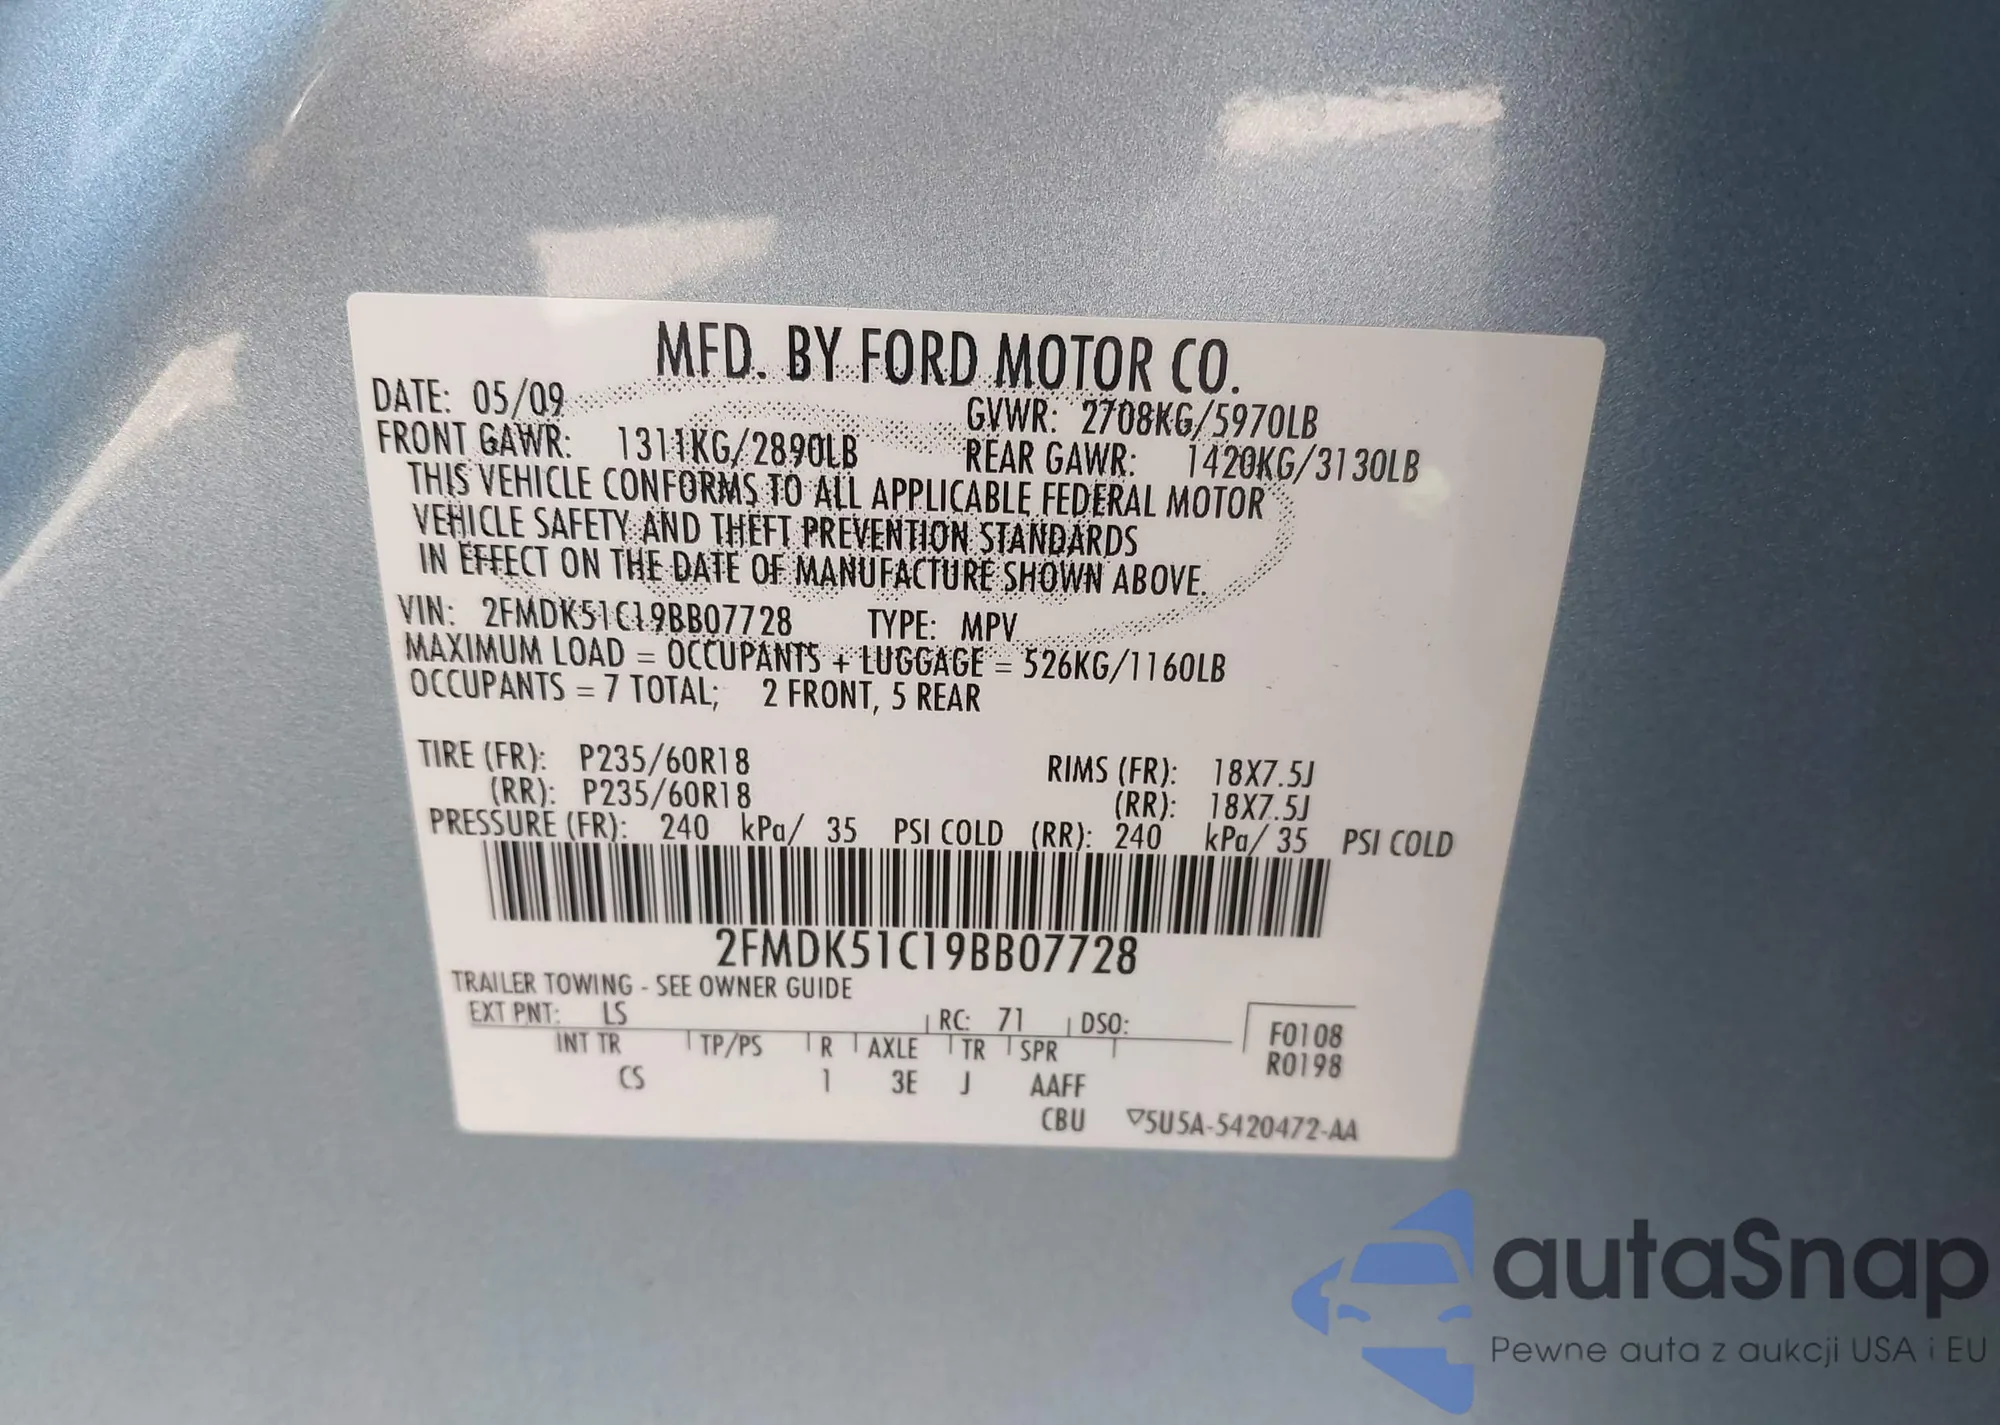 MFD. BY FORD MOTOR CO.
DATE: 05/09 GVWR: 2708KG/5970LB
FRONT GAWR: 1311KG/2890LB REAR GAWR: 1420KG/3130LB
THIS VEHICLE CONFORMS TO ALL APPLICABLE FEDERAL MOTOR
VEHICLE SAFETY AND THEFT PREVENTION STANDARDS
IN EFFECT ON THE DATE OF MANUFACTURE SHOWN ABOVE.
VIN: 2FMDK51C19BB07728 TYPE: MPV
MAXIMUM LOAD = OCCUPANTS + LUGGAGE = 526KG/1160LB
OCCUPANTS = 7 TOTAL; 2 FRONT, 5 REAR
TIRE (FR): P235/60R18 RIMS (FR): 18X7.5J
(RR): P235/60R18 (RR): 18X7.5J
PRESSURE (FR): 240 kPa/ 35 PSI COLD (RR): 240 kPa/ 35 PSI COLD
2FMDK51C19BB07728
TRAILER TOWING - SEE OWNER GUIDE
EXT PNT: LS RC: 71 DSO: F0108
INT TR TP/PS R AXLE TR SPR R0198
CS 1 3E J AAFF
CBU ▽5U5A-5420472-AA
autaSnap
Pewne auta z aukcji USA i EU